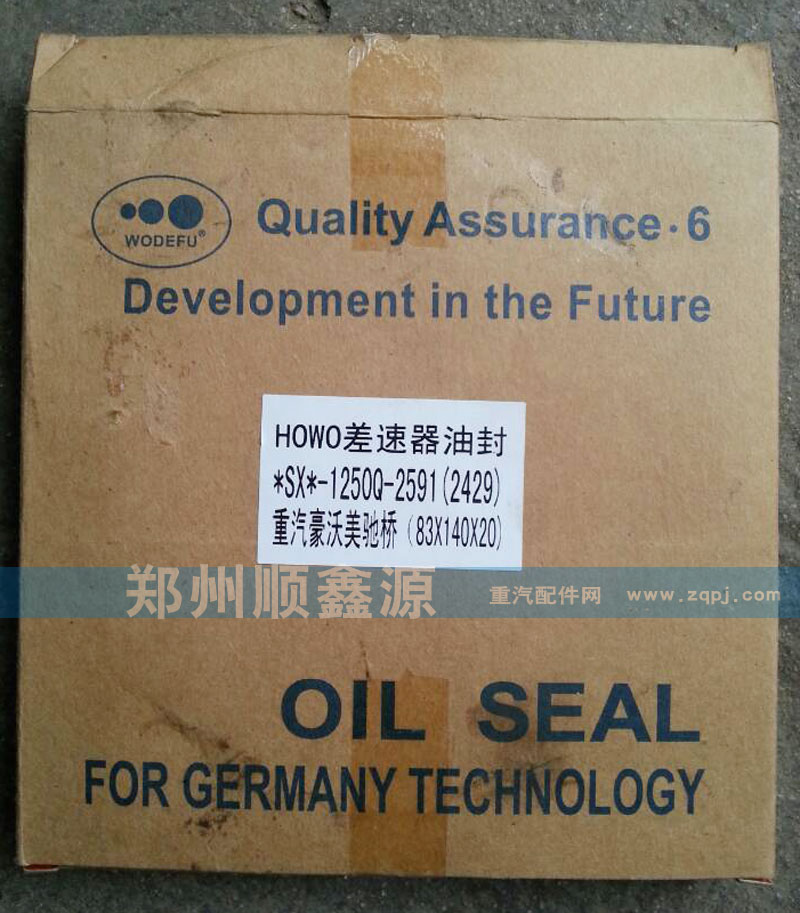 WODEFU®
Quality Assurance·6
Development in the Future
HOWO差速器油封
*SX*-1250Q-2591(2429)
重汽豪沃美驰桥（83X140X20）
郑州顺鑫源 重汽配件网 www.zqpj.com
OIL SEAL
FOR GERMANY TECHNOLOGY